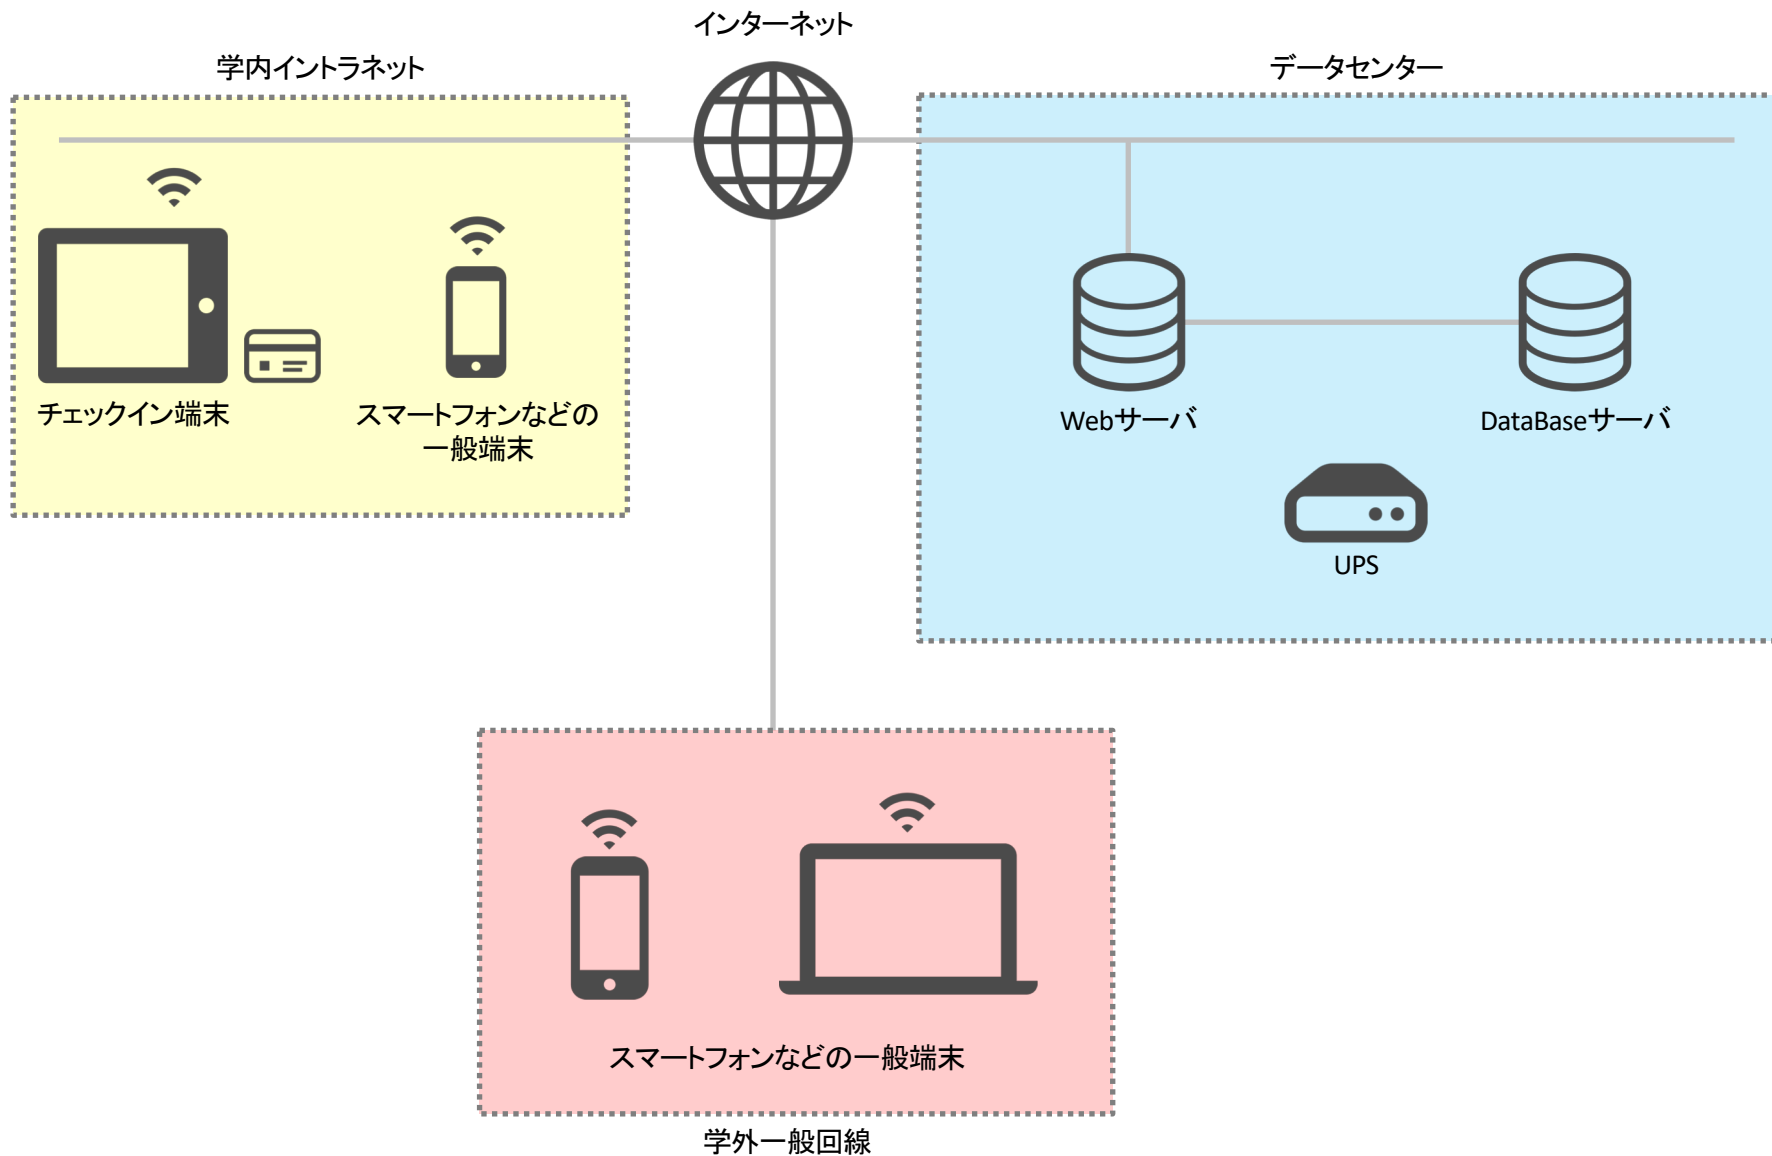 インターネット
学内イントラネット
データセンター
チェックイン端末
スマートフォンなどの
一般端末
Webサーバ
DataBaseサーバ
UPS
スマートフォンなどの一般端末
学外一般回線